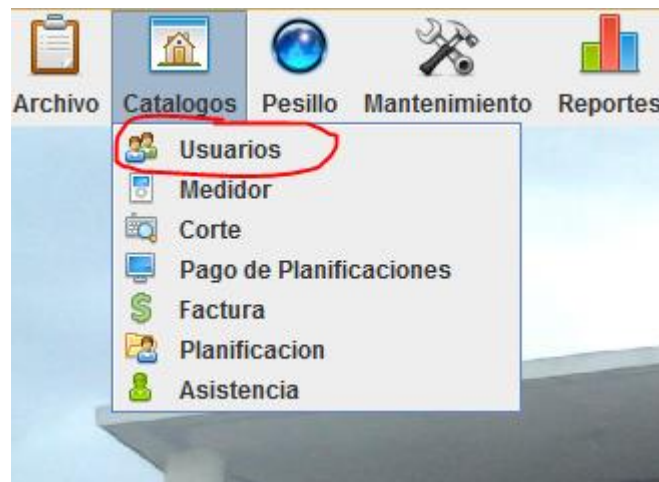 Archivo Catalogos Pesillo Mantenimiento Reportes
Usuarios
Medidor
Corte
Pago de Planificaciones
Factura
Planificacion
Asistencia